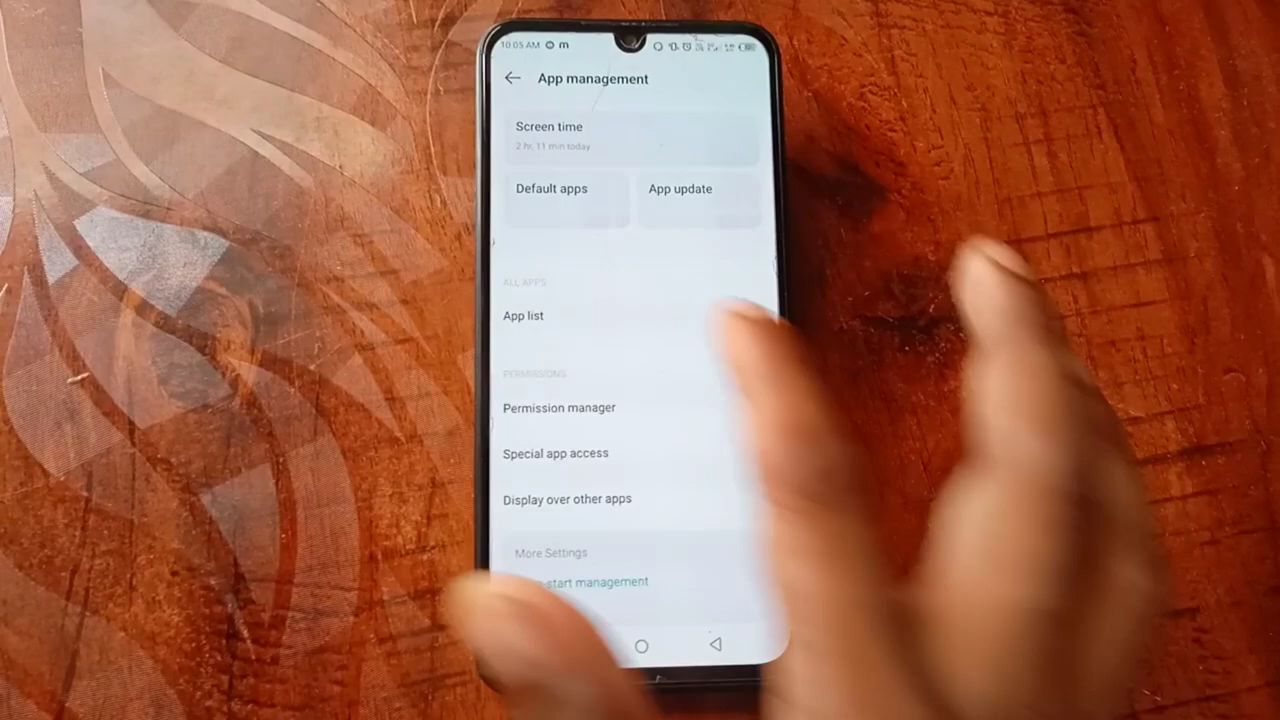 10:05 AM m
App management
Screen time
2 hr, 11 min today
Default apps App update
ALL APPS
App list
PERMISSIONS
Permission manager
Special app access
Display over other apps
More Settings
-start management